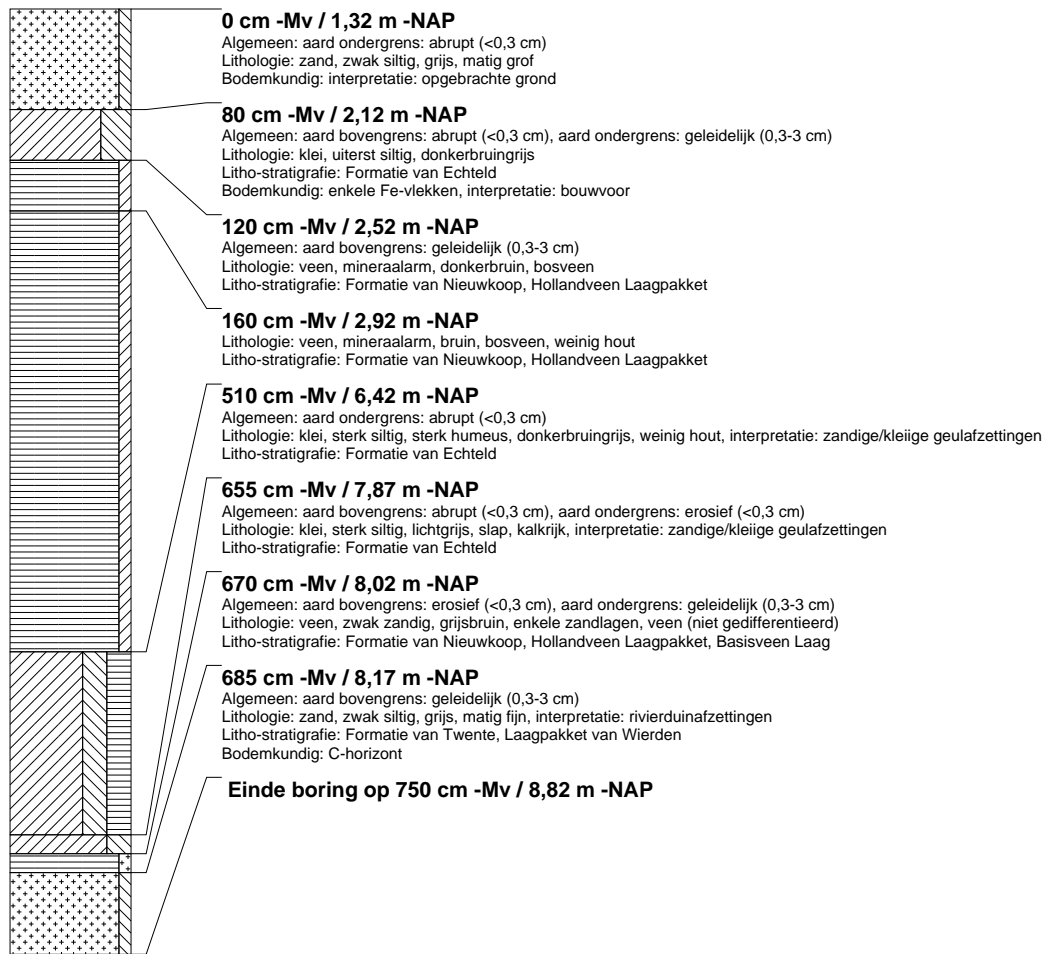 0 cm -Mv / 1,32 m -NAP
Algemeen: aard ondergrens: abrupt (<0,3 cm)
Lithologie: zand, zwak siltig, grijs, matig grof
Bodemkundig: interpretatie: opgebrachte grond
80 cm -Mv / 2,12 m -NAP
Algemeen: aard bovengrens: abrupt (<0,3 cm), aard ondergrens: geleidelijk (0,3-3 cm)
Lithologie: klei, uiterst siltig, donkerbruingrijs
Litho-stratigrafie: Formatie van Echteld
Bodemkundig: enkele Fe-vlekken, interpretatie: bouwvoor
120 cm -Mv / 2,52 m -NAP
Algemeen: aard bovengrens: geleidelijk (0,3-3 cm)
Lithologie: veen, mineraalarm, donkerbruin, bosveen
Litho-stratigrafie: Formatie van Nieuwkoop, Hollandveen Laagpakket
160 cm -Mv / 2,92 m -NAP
Lithologie: veen, mineraalarm, bruin, bosveen, weinig hout
Litho-stratigrafie: Formatie van Nieuwkoop, Hollandveen Laagpakket
510 cm -Mv / 6,42 m -NAP
Algemeen: aard ondergrens: abrupt (<0,3 cm)
Lithologie: klei, sterk siltig, sterk humeus, donkerbruingrijs, weinig hout, interpretatie: zandige/kleiige geulafzettingen
Litho-stratigrafie: Formatie van Echteld
655 cm -Mv / 7,87 m -NAP
Algemeen: aard bovengrens: abrupt (<0,3 cm), aard ondergrens: erosief (<0,3 cm)
Lithologie: klei, sterk siltig, lichtgrijs, slap, kalkrijk, interpretatie: zandige/kleiige geulafzettingen
Litho-stratigrafie: Formatie van Echteld
670 cm -Mv / 8,02 m -NAP
Algemeen: aard bovengrens: erosief (<0,3 cm), aard ondergrens: geleidelijk (0,3-3 cm)
Lithologie: veen, zwak zandig, grijsbruin, enkele zandlagen, veen (niet gedifferentieerd)
Litho-stratigrafie: Formatie van Nieuwkoop, Hollandveen Laagpakket, Basisveen Laag
685 cm -Mv / 8,17 m -NAP
Algemeen: aard bovengrens: geleidelijk (0,3-3 cm)
Lithologie: zand, zwak siltig, grijs, matig fijn, interpretatie: rivierduinafzettingen
Litho-stratigrafie: Formatie van Twente, Laagpakket van Wierden
Bodemkundig: C-horizont
Einde boring op 750 cm -Mv / 8,82 m -NAP